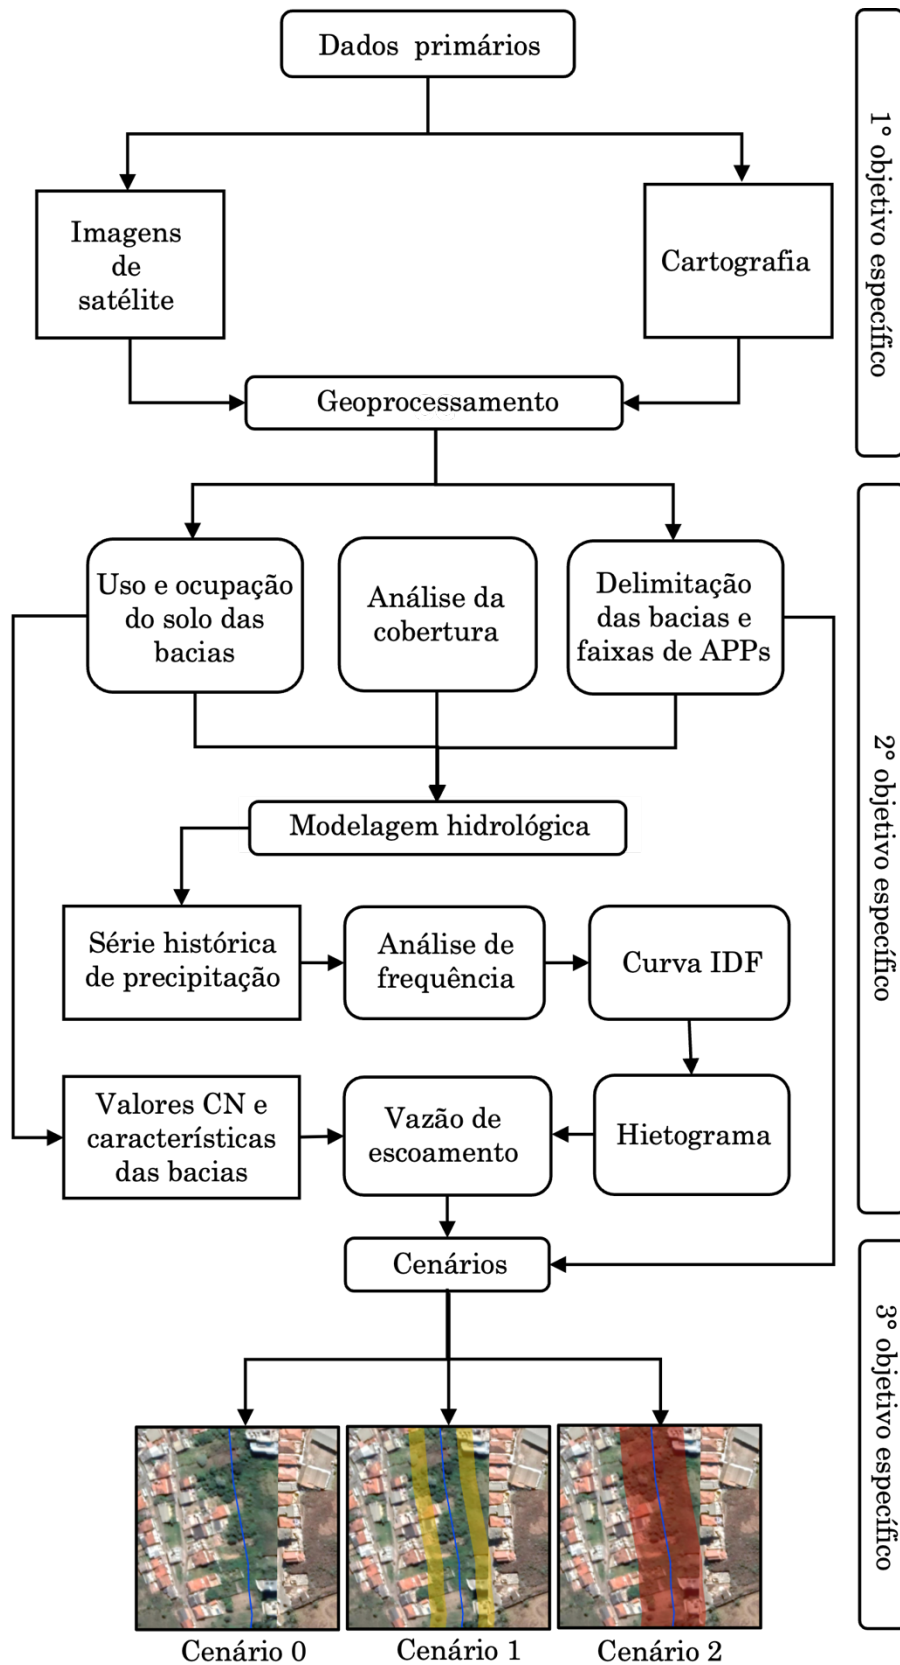 Dados primários
1° objetivo específico
Imagens
de
satélite
Cartografia
Geoprocessamento
2° objetivo específico
Uso e ocupação
do solo das
bacias
Análise da
cobertura
Delimitação
das bacias e
faixas de APPs
Modelagem hidrológica
Série histórica
de precipitação
Análise de
frequência
Curva IDF
Valores CN e
características
das bacias
Vazão de
escoamento
Hietograma
Cenários
3° objetivo específico
Cenário 0
Cenário 1
Cenário 2